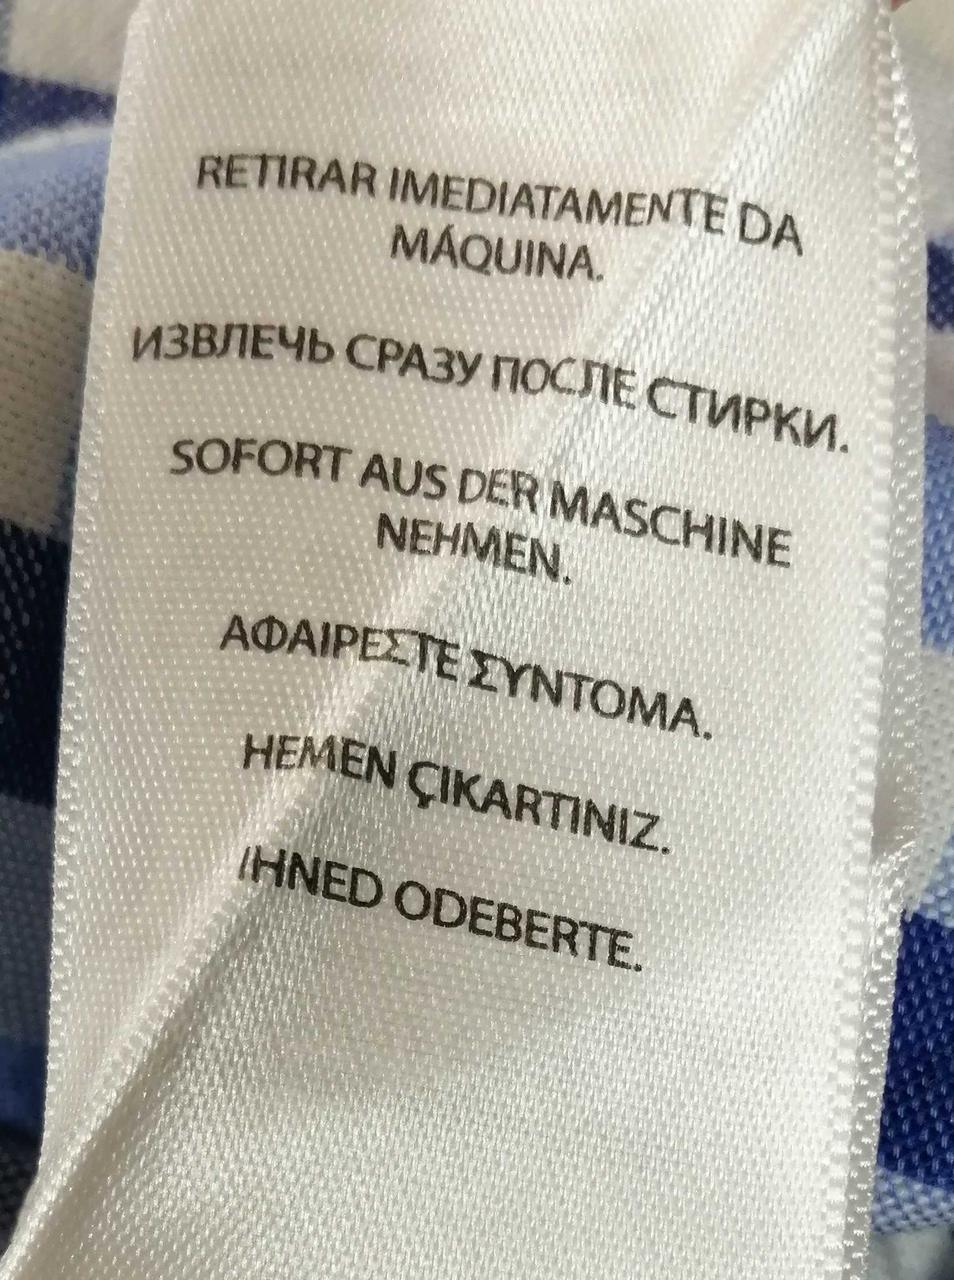 RETIRAR IMEDIATAMENTE DA
MÁQUINA.
ИЗВЛЕЧЬ СРАЗУ ПОСЛЕ СТИРКИ.
SOFORT AUS DER MASCHINE
NEHMEN.
ΑΦΑΙΡΕΣΤΕ ΣΥΝΤΟΜΑ.
HEMEN ÇIKARTINIZ.
IHNED ODEBERTE.